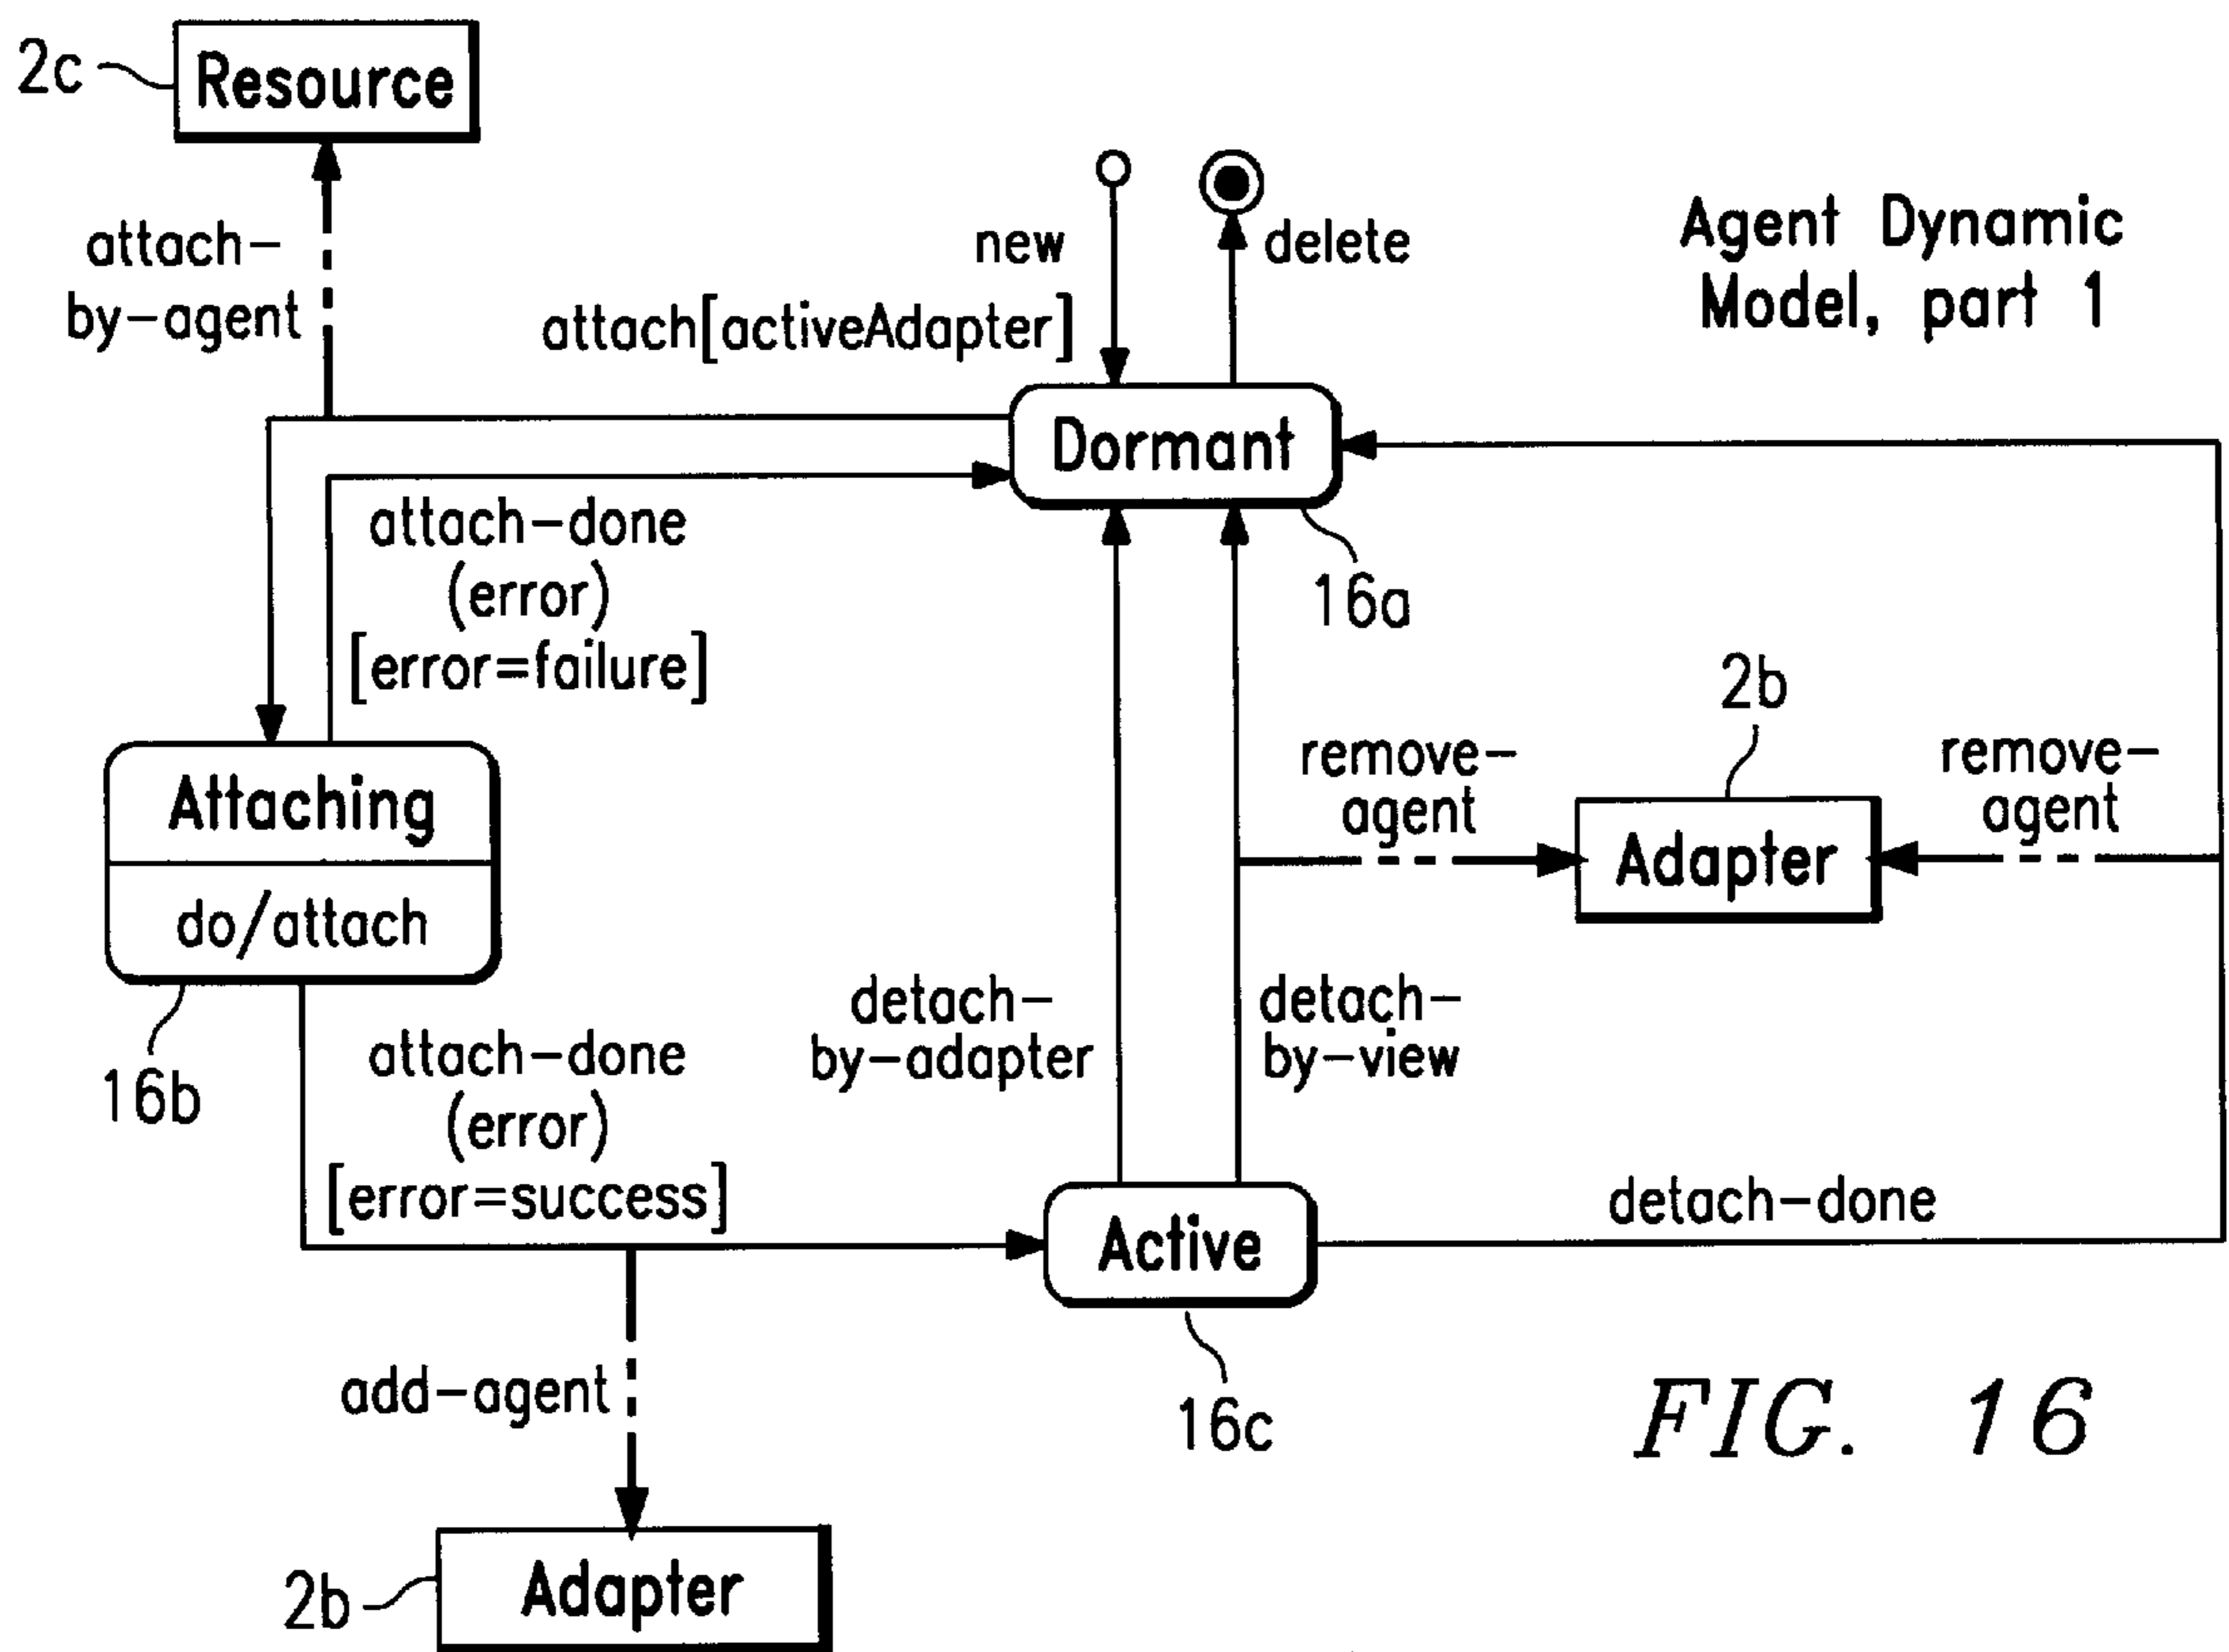 2c
Resource
attach-
by-agent
new
delete
attach[activeAdapter]
Agent Dynamic
Model, part 1
Dormant
16a
attach-done
(error)
[error=failure]
Attaching
do/attach
16b
2b
remove-
agent
Adapter
remove-
agent
detach-
by-adapter
detach-
by-view
attach-done
(error)
[error=success]
Active
16c
detach-done
add-agent
2b
Adapter
FIG. 16